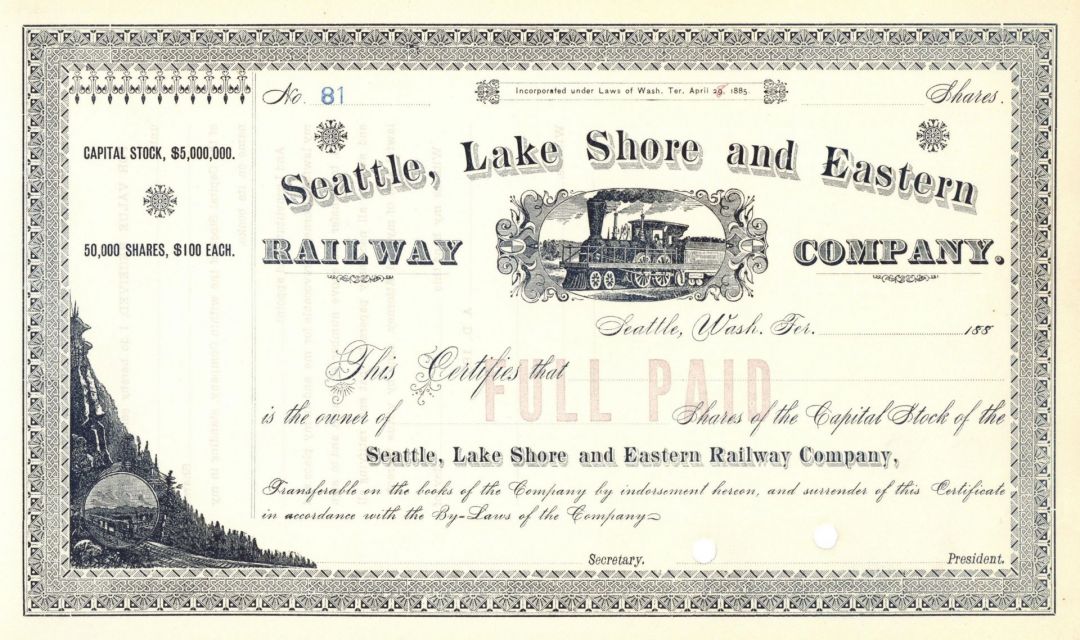 No. 81
Incorporated under Laws of Wash. Ter. April 1885.
Shares.
CAPITAL STOCK, $5,000,000.
50,000 SHARES, $100 EACH.
Seattle, Lake Shore and Eastern
RAILWAY COMPANY.
Seattle, Wash. Ter. 188
This Certifies that
FULL PAID
is the owner of Shares of the Capital Stock of the
Seattle, Lake Shore and Eastern Railway Company,
Transferable on the books of the Company by indorsement hereon, and surrender of this Certificate
in accordance with the By-Laws of the Company
Secretary. President.